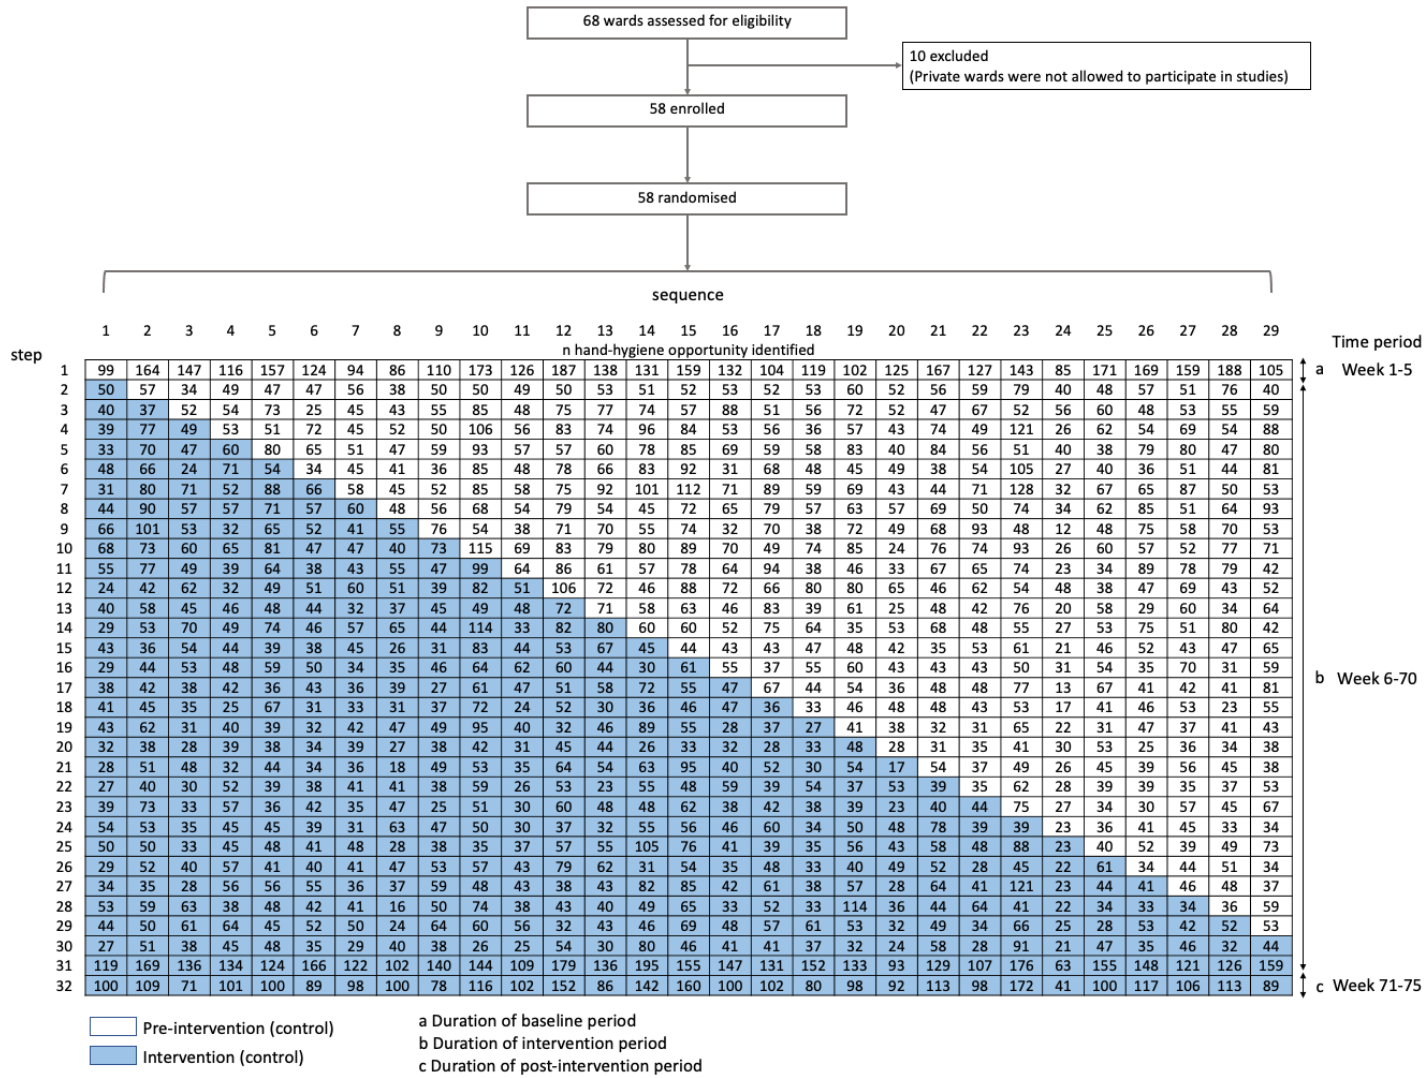 68 wards assessed for eligibility
10 excluded
(Private wards were not allowed to participate in studies)
58 enrolled
58 randomised
sequence
1 2 3 4 5 6 7 8 9 10 11 12 13 14 15 16 17 18 19 20 21 22 23 24 25 26 27 28 29
step n hand-hygiene opportunity identified Time period
1 99 164 147 116 157 124 94 86 110 173 126 187 138 131 159 132 104 119 102 125 167 127 143 85 171 169 159 188 105 a Week 1-5
2 50 57 34 49 47 47 56 38 50 50 49 50 53 51 52 53 52 53 60 52 56 59 79 40 48 57 51 76 40
3 40 37 52 54 73 25 45 43 55 85 48 75 77 74 57 88 51 56 72 52 47 67 52 56 60 48 53 55 59
4 39 77 49 53 51 72 45 52 50 106 56 83 74 96 84 53 56 36 57 43 74 49 121 26 62 54 69 54 88
5 33 70 47 60 80 65 51 47 59 93 57 57 60 78 85 69 59 58 83 40 84 56 51 40 38 79 80 47 80
6 48 66 24 71 54 34 45 41 36 85 48 78 66 83 92 31 68 48 45 49 38 54 105 27 40 36 51 44 81
7 31 80 71 52 88 66 58 45 52 85 58 75 92 101 112 71 89 59 69 43 44 71 128 32 67 65 87 50 53
8 44 90 57 57 71 57 60 48 56 68 54 79 54 45 72 65 79 57 63 57 69 50 74 34 62 85 51 64 93
9 66 101 53 32 65 52 41 55 76 54 38 71 70 55 74 32 70 38 72 49 68 93 48 12 48 75 58 70 53
10 68 73 60 65 81 47 47 40 73 115 69 83 79 80 89 70 49 74 85 24 76 74 93 26 60 57 52 77 71
11 55 77 49 39 64 38 43 55 47 99 64 86 61 57 78 64 94 38 46 33 67 65 74 23 34 89 78 79 42
12 24 42 62 32 49 51 60 51 39 82 51 106 72 46 88 72 66 80 80 65 46 62 54 48 38 47 69 43 52
13 40 58 45 46 48 44 32 37 45 49 48 72 71 58 63 46 83 39 61 25 48 42 76 20 58 29 60 34 64
14 29 53 70 49 74 46 57 65 44 114 33 82 80 60 60 52 75 64 35 53 68 48 55 27 53 75 51 80 42
15 43 36 54 44 39 38 45 26 31 83 44 53 67 45 44 43 43 47 48 42 35 53 61 21 46 52 43 47 65
16 29 44 53 48 59 50 34 35 46 64 62 60 44 30 61 55 37 55 60 43 43 43 50 31 54 35 70 31 59
17 38 42 38 42 36 43 36 39 27 61 47 51 58 72 55 47 67 44 54 36 48 48 77 13 67 41 42 41 81 b Week 6-70
18 41 45 35 25 67 31 33 31 37 72 24 52 30 36 46 47 36 33 46 48 48 43 53 17 41 46 53 23 55
19 43 62 31 40 39 32 42 47 49 95 40 32 46 89 55 28 37 27 41 38 32 31 65 22 31 47 37 41 43
20 32 38 28 39 38 34 39 27 38 42 31 45 44 26 33 32 28 33 48 28 31 35 41 30 53 25 36 34 38
21 28 51 48 32 44 34 36 18 49 53 35 64 54 63 95 40 52 30 54 17 54 37 49 26 45 39 56 45 38
22 27 40 30 52 39 38 41 41 38 59 26 53 23 55 48 59 39 54 37 53 39 35 62 28 39 39 35 37 53
23 39 73 33 57 36 42 35 47 25 51 30 60 48 48 62 38 42 38 39 23 40 44 75 27 34 30 57 45 67
24 54 53 35 45 45 39 31 63 47 50 30 37 32 55 56 46 60 34 50 48 78 39 39 23 36 41 45 33 34
25 50 50 33 45 48 41 48 28 38 35 37 57 55 105 76 41 39 35 56 43 58 48 88 23 40 52 39 49 73
26 29 52 40 57 41 40 41 47 53 57 43 79 62 31 54 35 48 33 40 49 52 28 45 22 61 34 44 51 34
27 34 35 28 56 56 55 36 37 59 48 43 38 43 82 85 42 61 38 57 28 64 41 121 23 44 41 46 48 37
28 53 59 63 38 48 42 41 16 50 74 38 43 40 49 65 33 52 33 114 36 44 64 41 22 34 33 34 36 59
29 44 50 61 64 45 52 50 24 64 60 56 32 43 46 69 48 57 61 53 32 49 34 66 25 28 53 42 52 53
30 27 51 38 45 48 35 29 40 38 26 25 54 30 80 46 41 41 37 32 24 58 28 91 21 47 35 46 32 44
31 119 169 136 134 124 166 122 102 140 144 109 179 136 195 155 147 131 152 133 93 129 107 176 63 155 148 121 126 159
32 100 109 71 101 100 89 98 100 78 116 102 152 86 142 160 100 102 80 98 92 113 98 172 41 100 117 106 113 89 c Week 71-75
Pre-intervention (control)
Intervention (control)
a Duration of baseline period
b Duration of intervention period
c Duration of post-intervention period